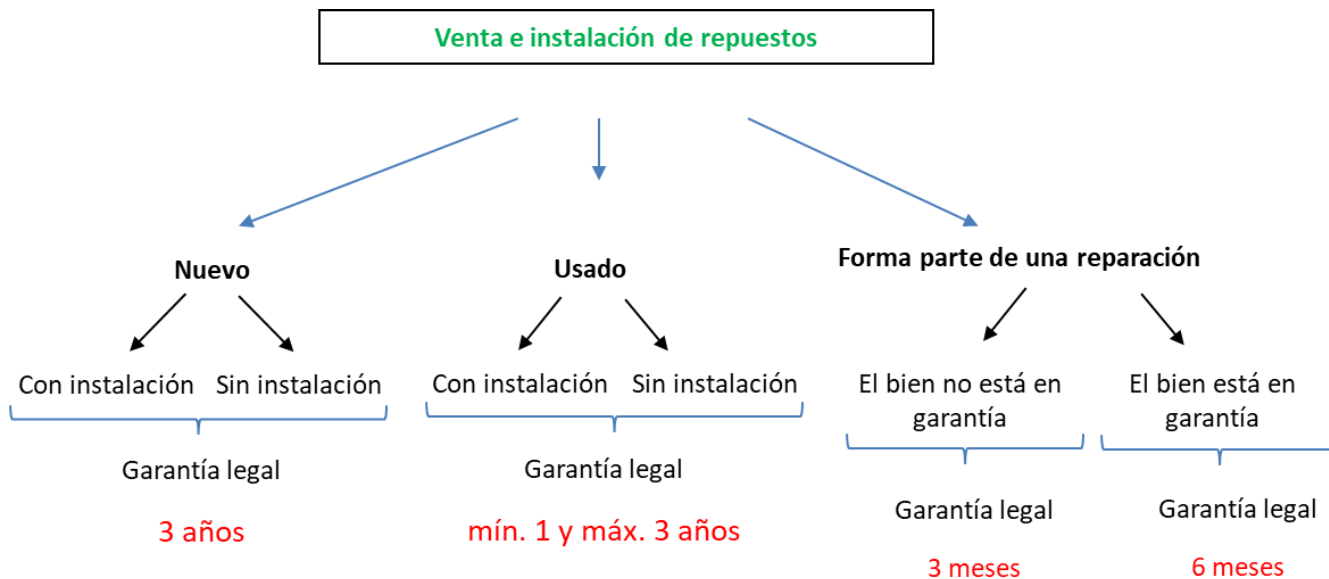 Venta e instalación de repuestos
Nuevo
Usado
Forma parte de una reparación
Con instalación
Sin instalación
Con instalación
Sin instalación
El bien no está en
garantía
El bien está en
garantía
Garantía legal
Garantía legal
Garantía legal
Garantía legal
3 años
mín. 1 y máx. 3 años
3 meses
6 meses